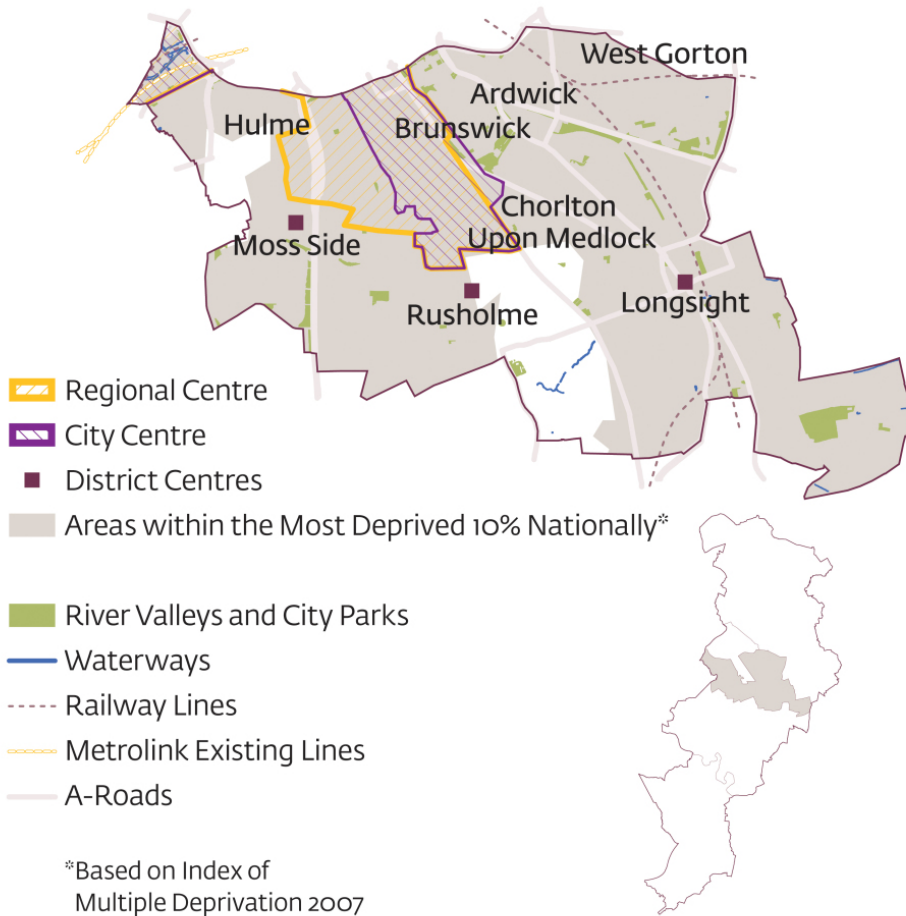 West Gorton
Ardwick
Hulme
Brunswick
Chorlton
Upon Medlock
Moss Side
Rusholme
Longsight
Regional Centre
City Centre
District Centres
Areas within the Most Deprived 10% Nationally*
River Valleys and City Parks
Waterways
Railway Lines
Metrolink Existing Lines
A-Roads
*Based on Index of
Multiple Deprivation 2007